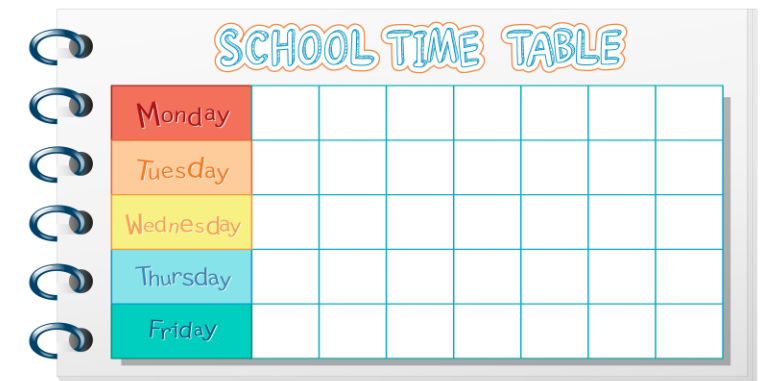 SCHOOL TIME TABLE
Monday
Tuesday
Wednesday
Thursday
Friday